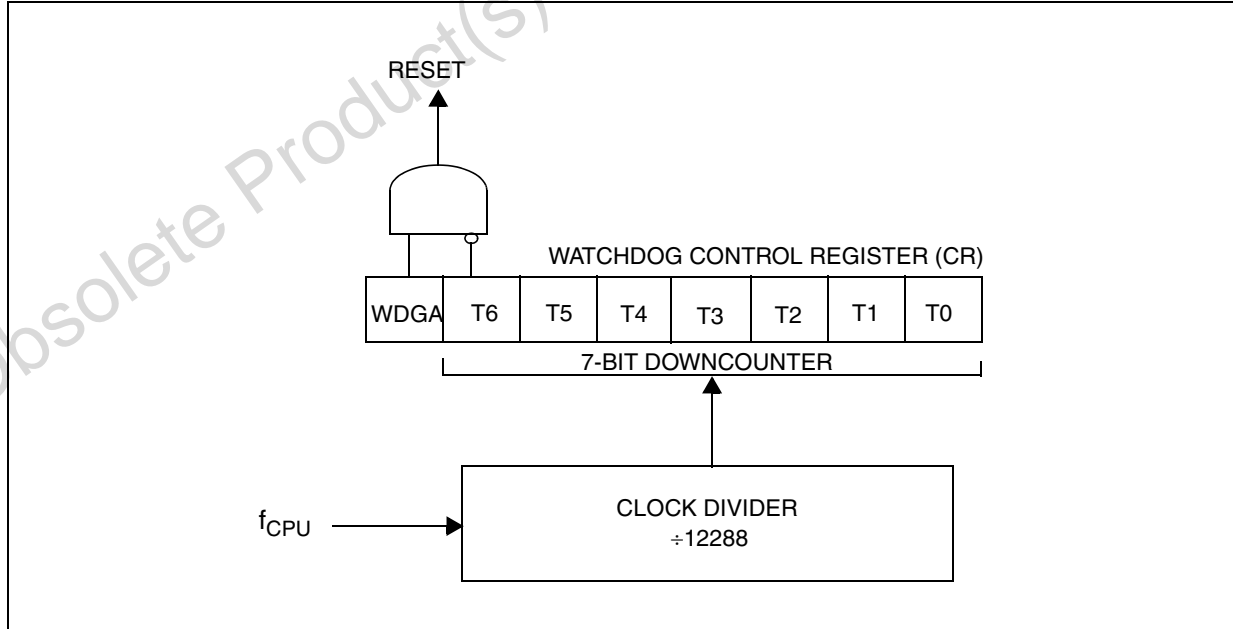 Obsolete Product(s)
RESET
WATCHDOG CONTROL REGISTER (CR)
WDGA T6 T5 T4 T3 T2 T1 T0
7-BIT DOWNCOUNTER
fCPU
CLOCK DIVIDER
÷12288